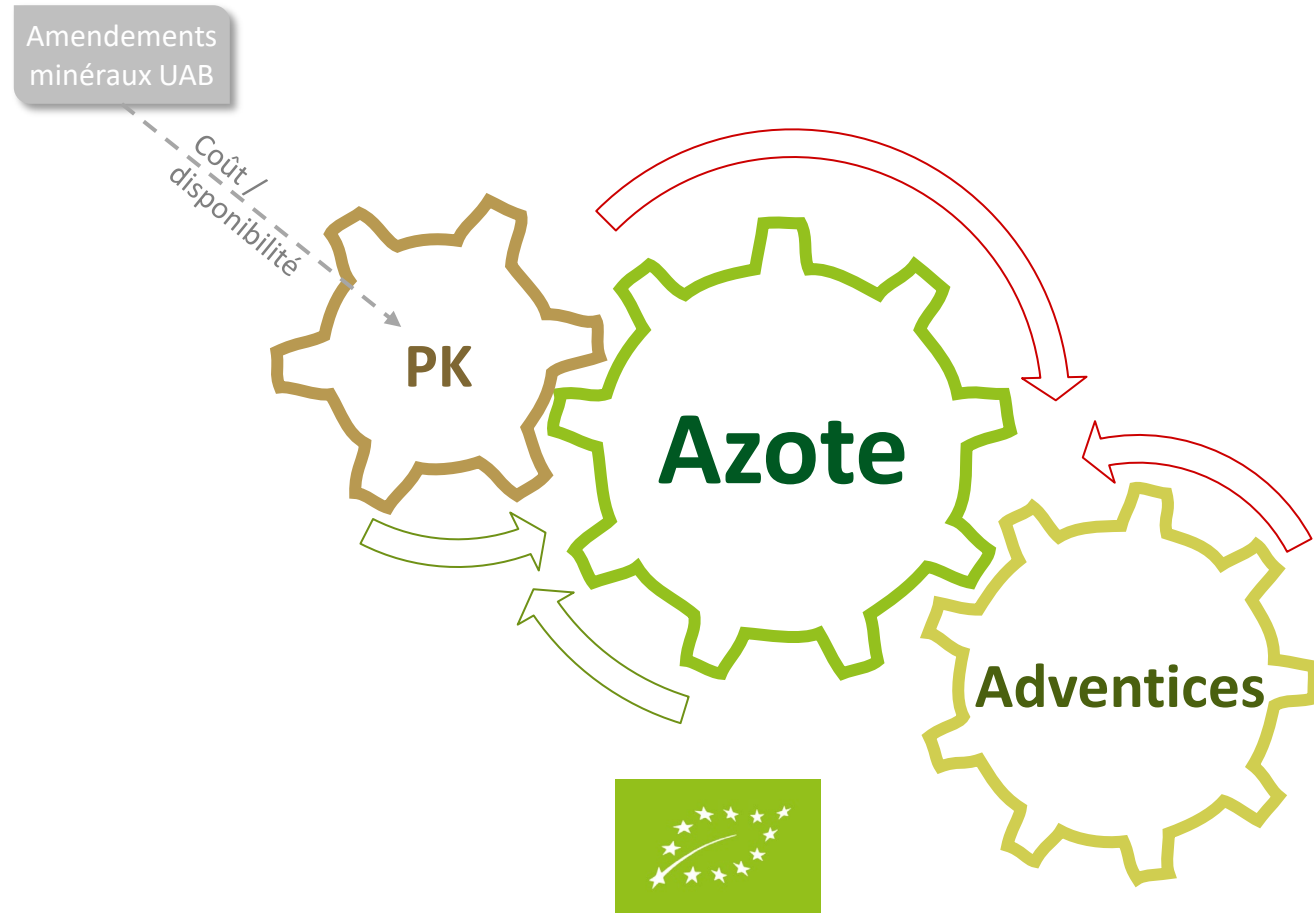 Amendements
minéraux UAB
Coût /
disponibilité
PK
Azote
Adventices